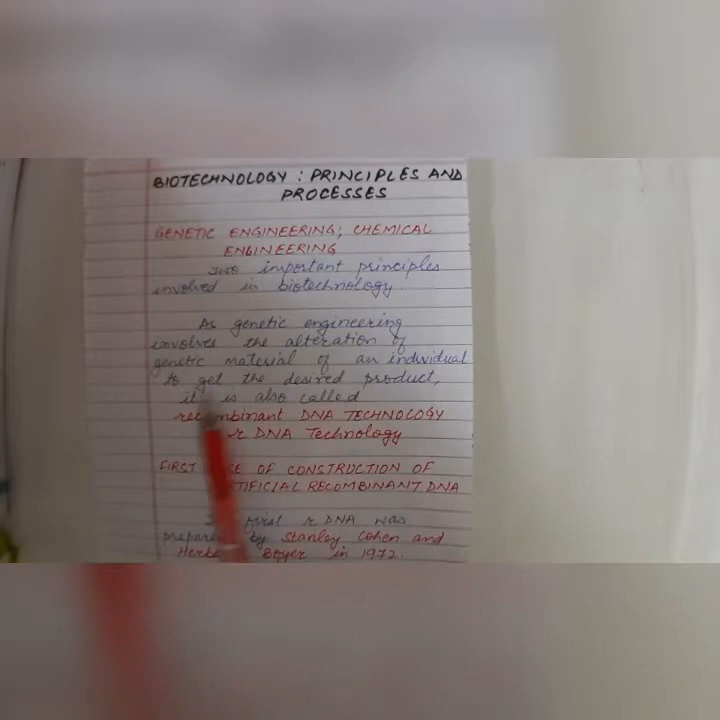 BIOTECHNOLOGY : PRINCIPLES AND
PROCESSES
GENETIC ENGINEERING; CHEMICAL
ENGINEERING
Two important principles
involved in biotechnology.
As genetic engineering
involves the alteration of
genetic material of an individual
to get the desired product,
it is also called
recombinant DNA TECHNOLOGY
r DNA Technology
FIRST OF CONSTRUCTION OF
RECOMBINANT DNA
first r DNA was
by Stanley Cohen and
Boyer in 1972.